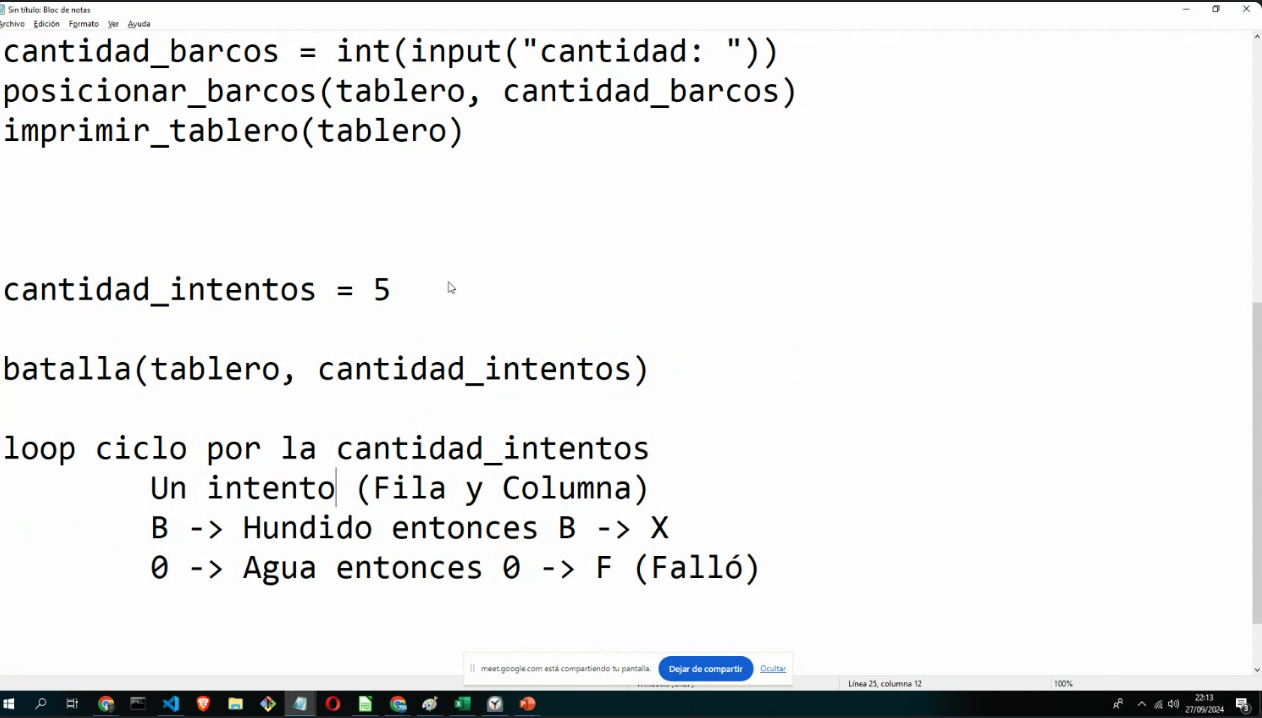 Sin título: Bloc de notas
Archivo Edición Formato Ver Ayuda
cantidad_barcos = int(input("cantidad: "))
posicionar_barcos(tablero, cantidad_barcos)
imprimir_tablero(tablero)
cantidad_intentos = 5
batalla(tablero, cantidad_intentos)
loop ciclo por la cantidad_intentos
Un intento (Fila y Columna)
B -> Hundido entonces B -> X
0 -> Agua entonces 0 -> F (Falló)
meet.google.com está compartiendo tu pantalla. Dejar de compartir Ocultar
Línea 25, columna 12 100%
22:13
27/09/2024